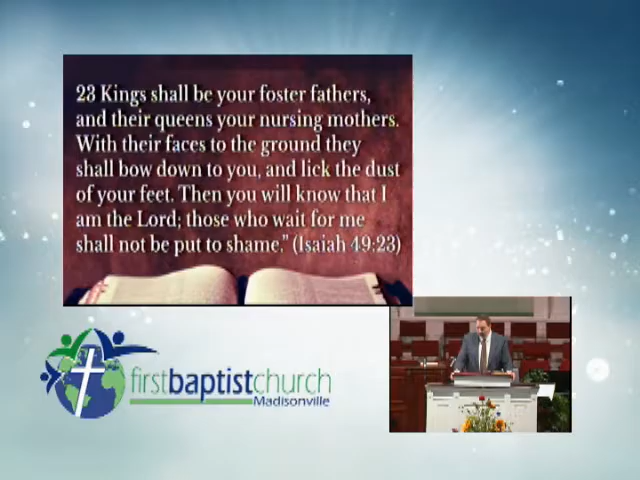 23 Kings shall be your foster fathers,
and their queens your nursing mothers.
With their faces to the ground they
shall bow down to you, and lick the dust
of your feet. Then you will know that I
am the Lord; those who wait for me
shall not be put to shame.” (Isaiah 49:23)
firstbaptistchurch
Madisonville